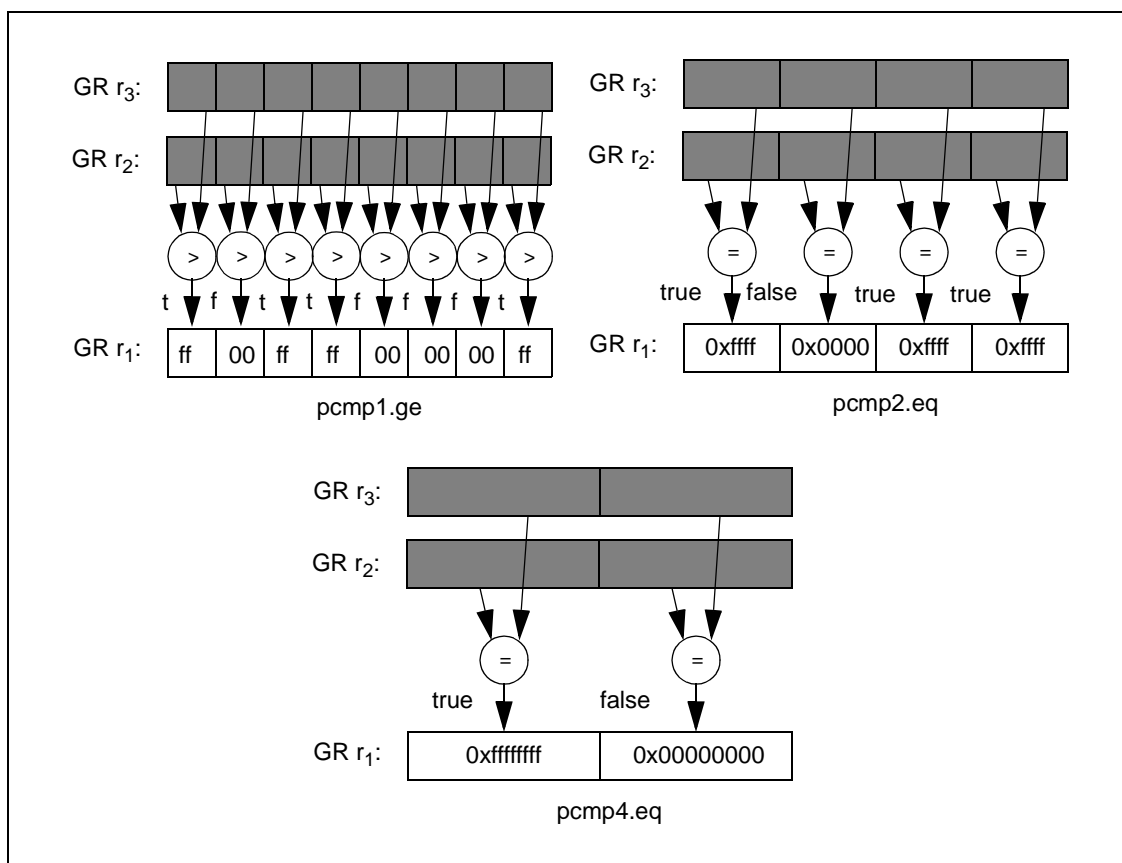 GR r3:
GR r2:
> > > > > > > >
t f t t f f f t
GR r1: ff 00 ff ff 00 00 00 ff
pcmp1.ge
GR r3:
GR r2:
= = = =
true false true true
GR r1: 0xffff 0x0000 0xffff 0xffff
pcmp2.eq
GR r3:
GR r2:
= =
true false
GR r1: 0xffffffff 0x00000000
pcmp4.eq